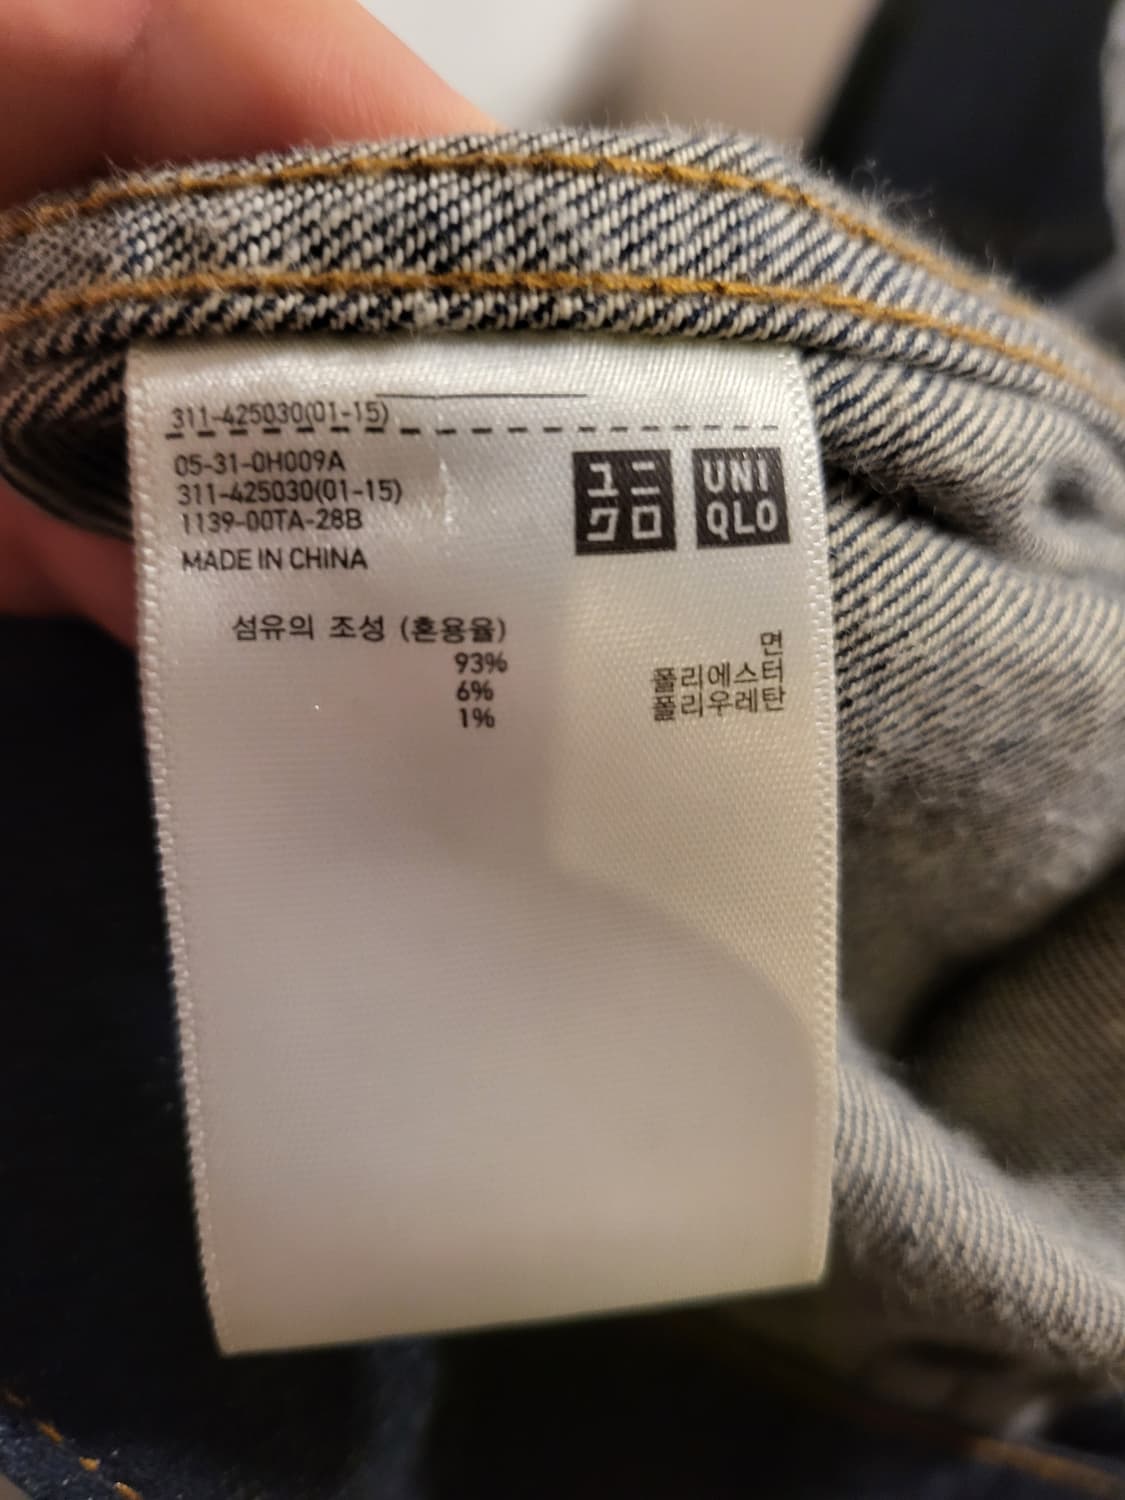 311-425030(01-15)
05-31-0H009A
311-425030(01-15)
1139-00TA-28B
MADE IN CHINA
ユニ
クロ
UNI
QLO
섬유의 조성 (혼용율)
93% 면
6% 폴리에스터
1% 폴리우레탄